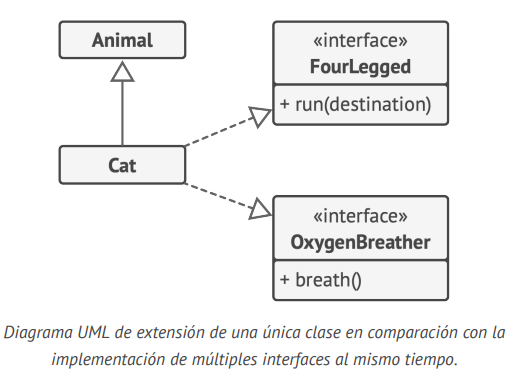 Animal
«interface»
FourLegged
+ run(destination)
Cat
«interface»
OxygenBreather
+ breath()
Diagrama UML de extensión de una única clase en comparación con la
implementación de múltiples interfaces al mismo tiempo.